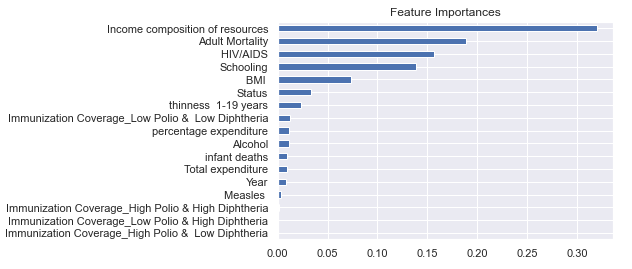 Feature Importances
Income composition of resources
Adult Mortality
HIV/AIDS
Schooling
BMI
Status
thinness  1-19 years
Immunization Coverage_Low Polio &  Low Diphtheria
percentage expenditure
Alcohol
infant deaths
Total expenditure
Year
Measles
Immunization Coverage_High Polio & High Diphtheria
Immunization Coverage_Low Polio & High Diphtheria
Immunization Coverage_High Polio &  Low Diphtheria
0.00 0.05 0.10 0.15 0.20 0.25 0.30